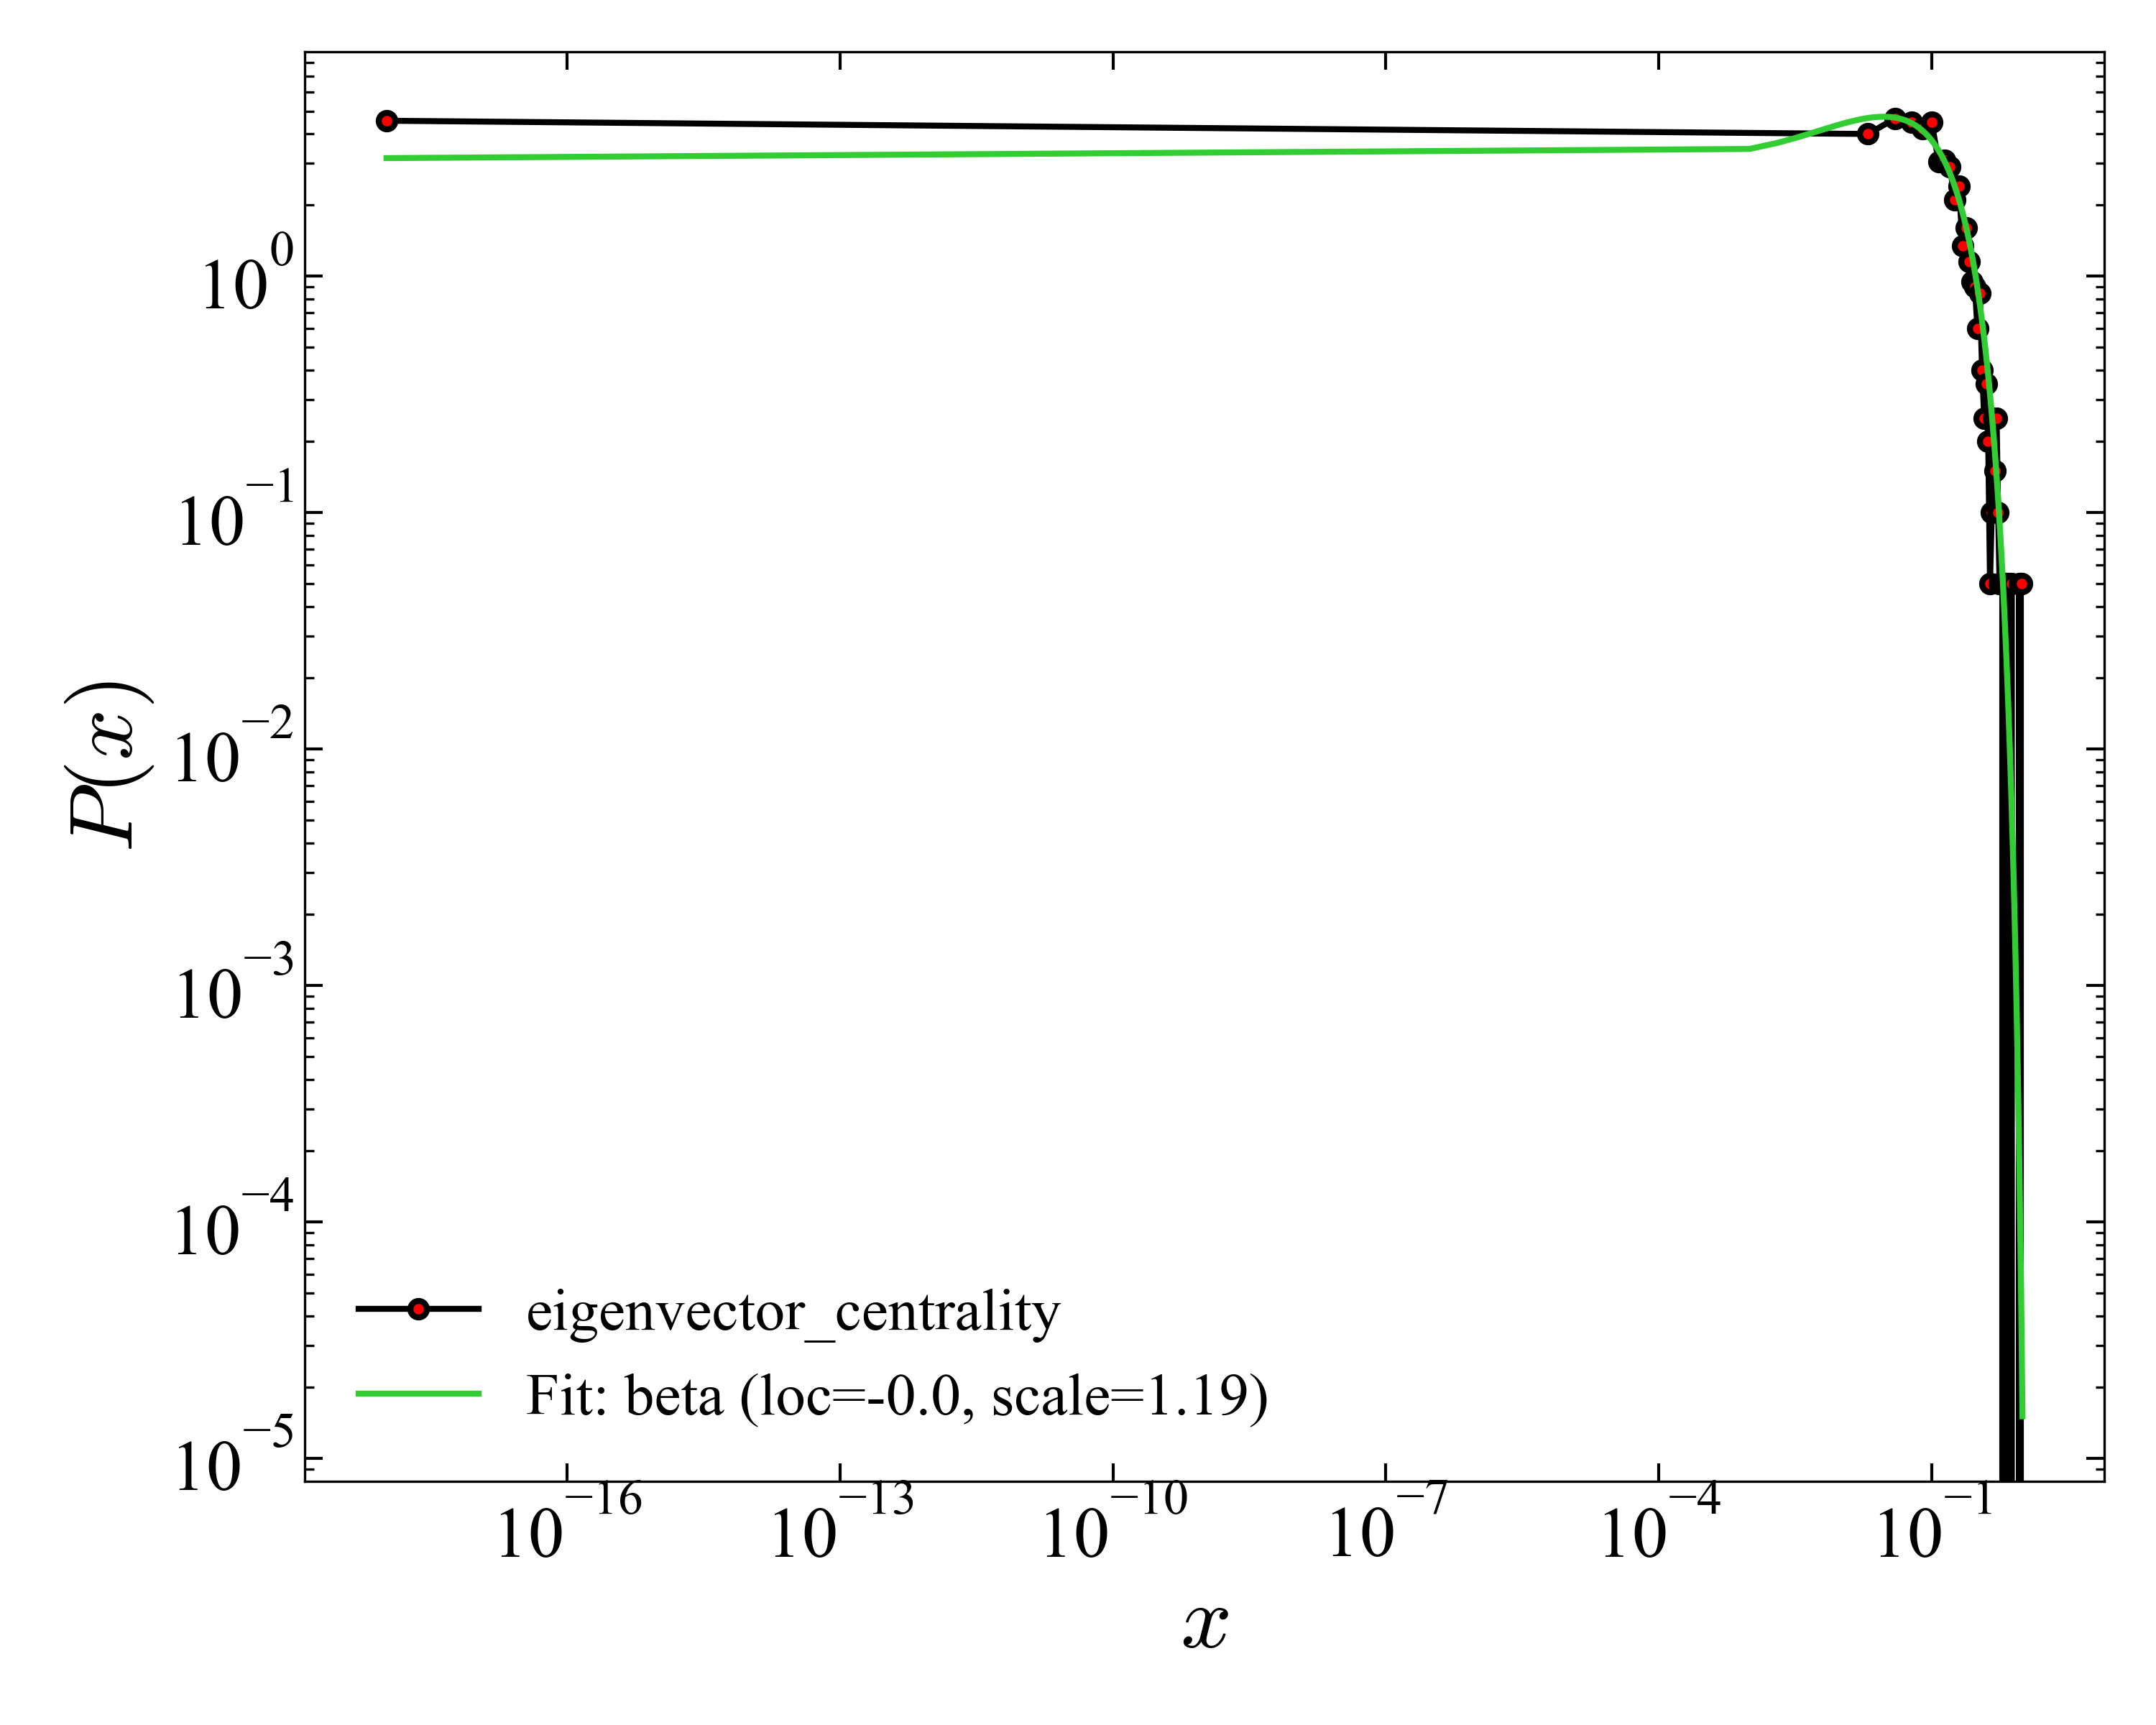 P(x)
10^0
10^−1
10^−2
10^−3
10^−4
10^−5
eigenvector_centrality
Fit: beta (loc=-0.0, scale=1.19)
10^−16 10^−13 10^−10 10^−7 10^−4 10^−1
x